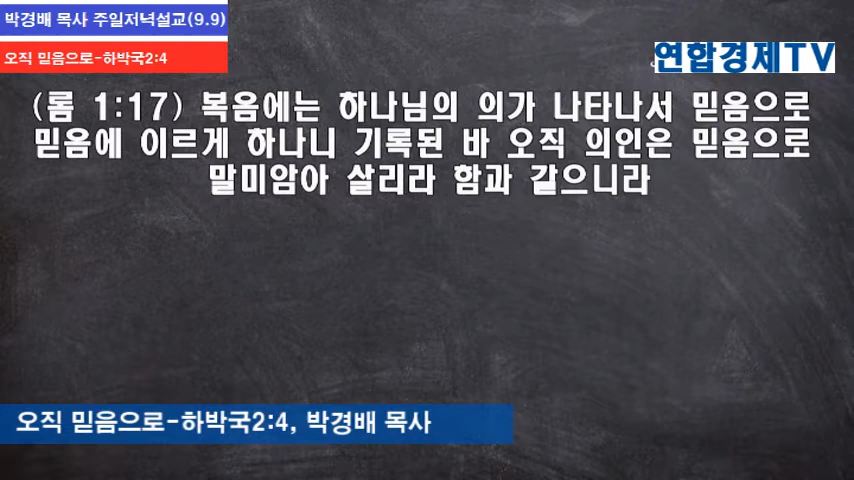 박경배 목사 주일저녁설교(9.9)
오직 믿음으로-하박국2:4
연합경제TV
(롬 1:17) 복음에는 하나님의 의가 나타나서 믿음으로
믿음에 이르게 하나니 기록된 바 오직 의인은 믿음으로
말미암아 살리라 함과 같으니라
오직 믿음으로-하박국2:4, 박경배 목사